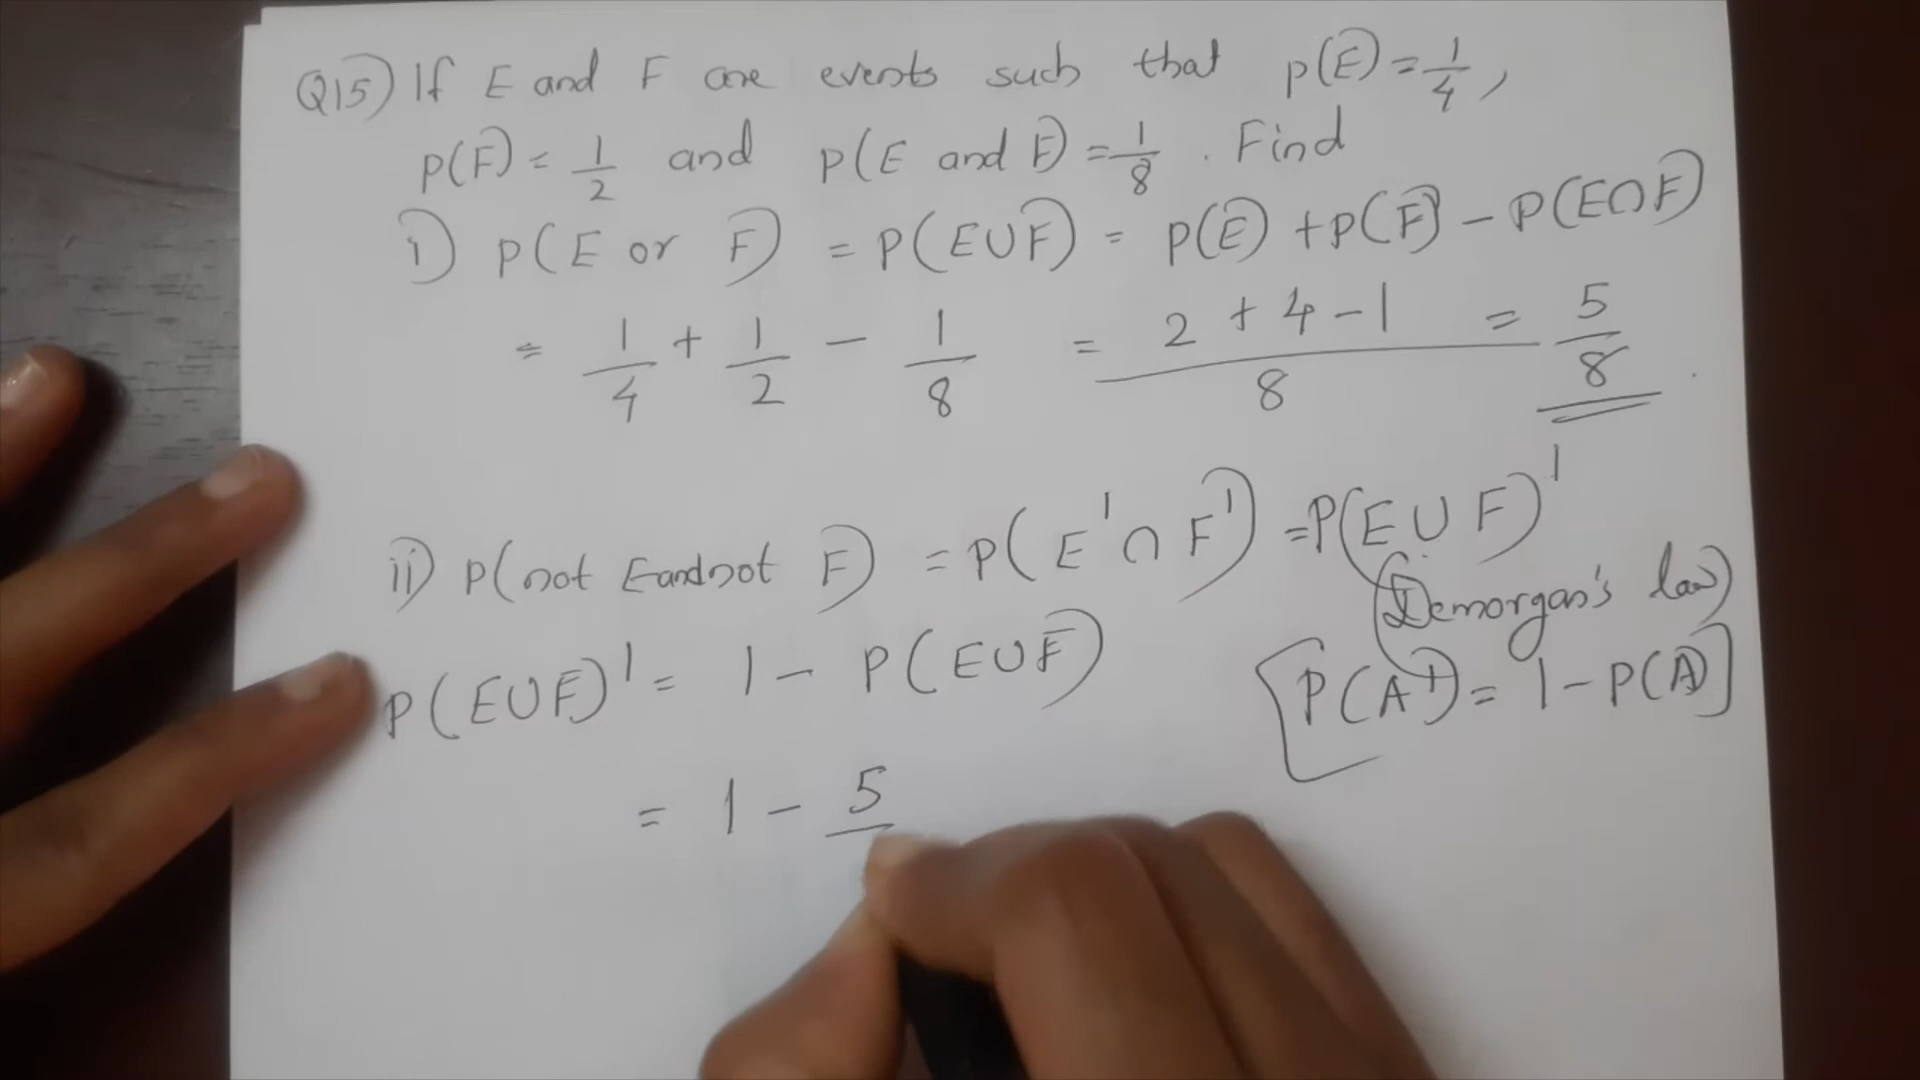 Q15) If E and F are events such that P(E) = 1/4,
P(F) = 1/2 and P(E and F) = 1/8 . Find
i) P(E or F) = P(E∪F) = P(E) + P(F) - P(E∩F)
= 1/4 + 1/2 - 1/8 = (2 + 4 - 1)/8 = 5/8
ii) P(not E and not F) = P(E'∩F') = P(E∪F)'
(Demorgan's law)
P(E∪F)' = 1 - P(E∪F) [P(A') = 1 - P(A)]
= 1 - 5